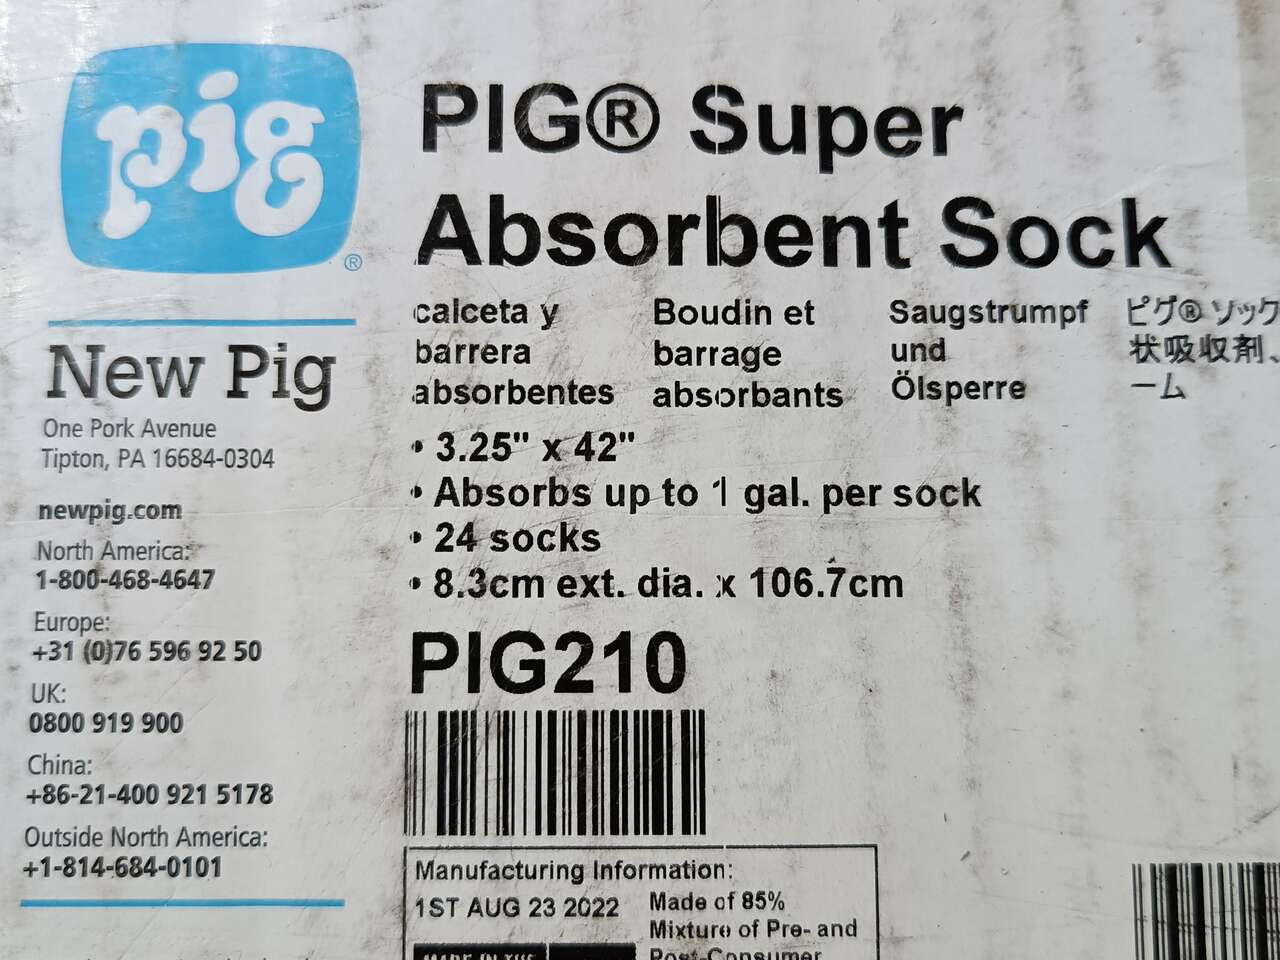 pig
®
New Pig
One Pork Avenue
Tipton, PA 16684-0304
newpig.com
North America:
1-800-468-4647
Europe:
+31 (0)76 596 92 50
UK:
0800 919 900
China:
+86-21-400 921 5178
Outside North America:
+1-814-684-0101
PIG® Super
Absorbent Sock
calceta y
barrera
absorbentes
Boudin et
barrage
absorbants
Saugstrumpf
und
Ölsperre
ピグ® ソック
状吸収剤、
ーム
• 3.25" x 42"
• Absorbs up to 1 gal. per sock
• 24 socks
• 8.3cm ext. dia. x 106.7cm
PIG210
Manufacturing Information:
1ST AUG 23 2022
Made of 85%
Mixture of Pre- and
Post-Consumer
MADE IN THE